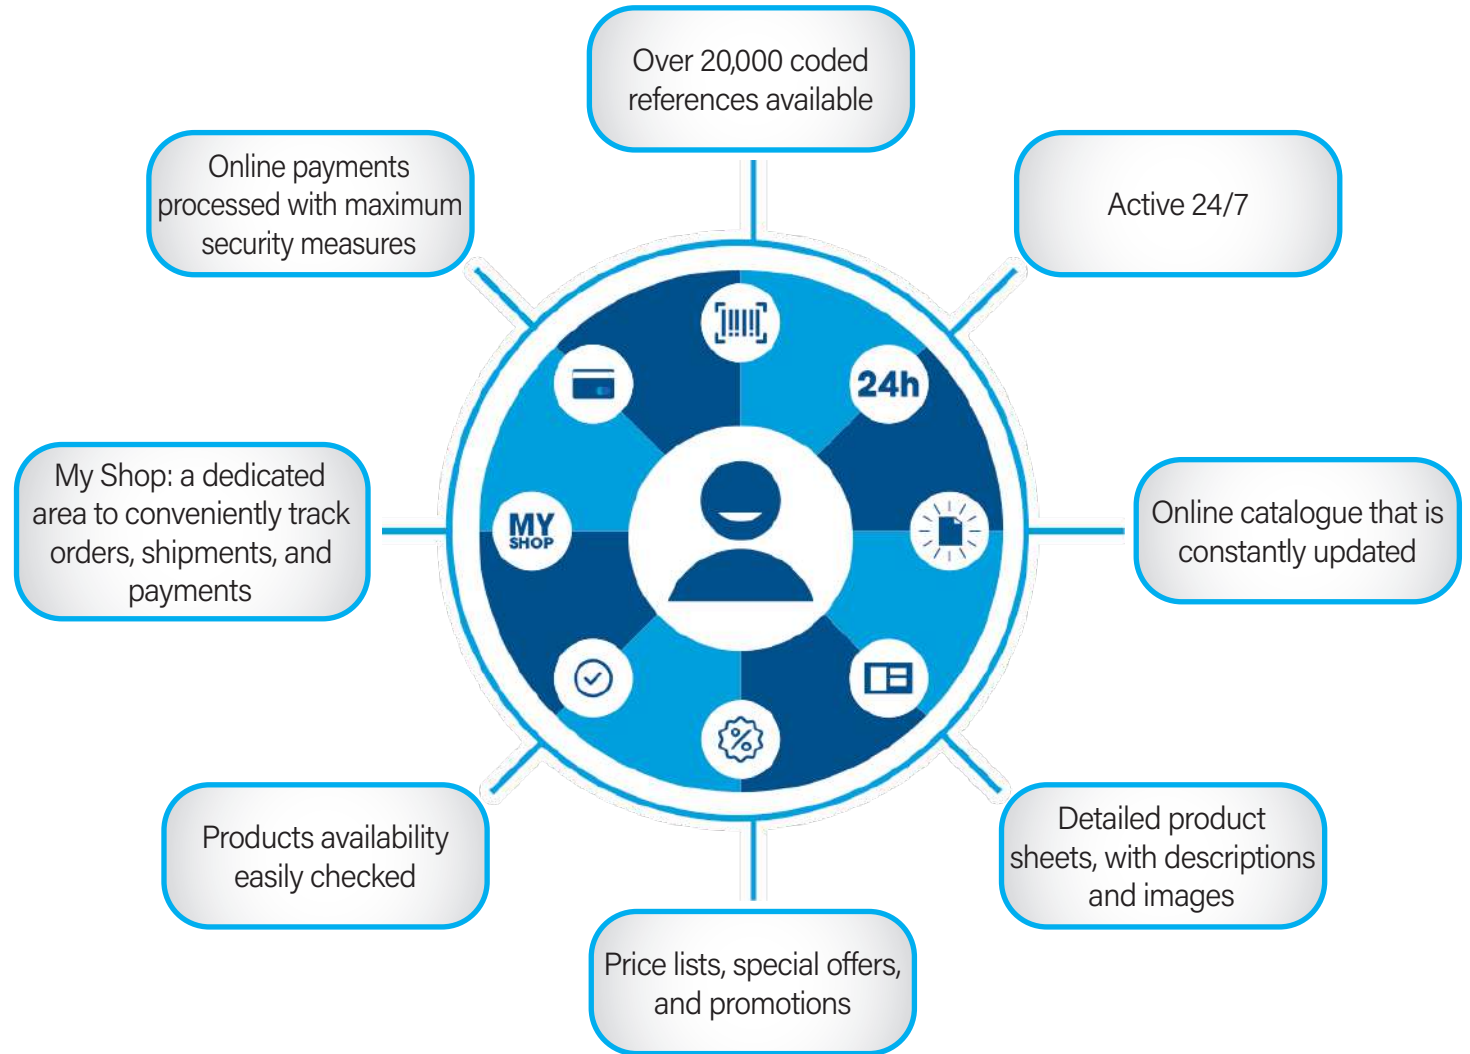 Over 20,000 coded
references available
Online payments
processed with maximum
security measures
Active 24/7
24h
My Shop: a dedicated
area to conveniently track
orders, shipments, and
payments
MY
SHOP
Online catalogue that is
constantly updated
Products availability
easily checked
Detailed product
sheets, with descriptions
and images
%
Price lists, special offers,
and promotions